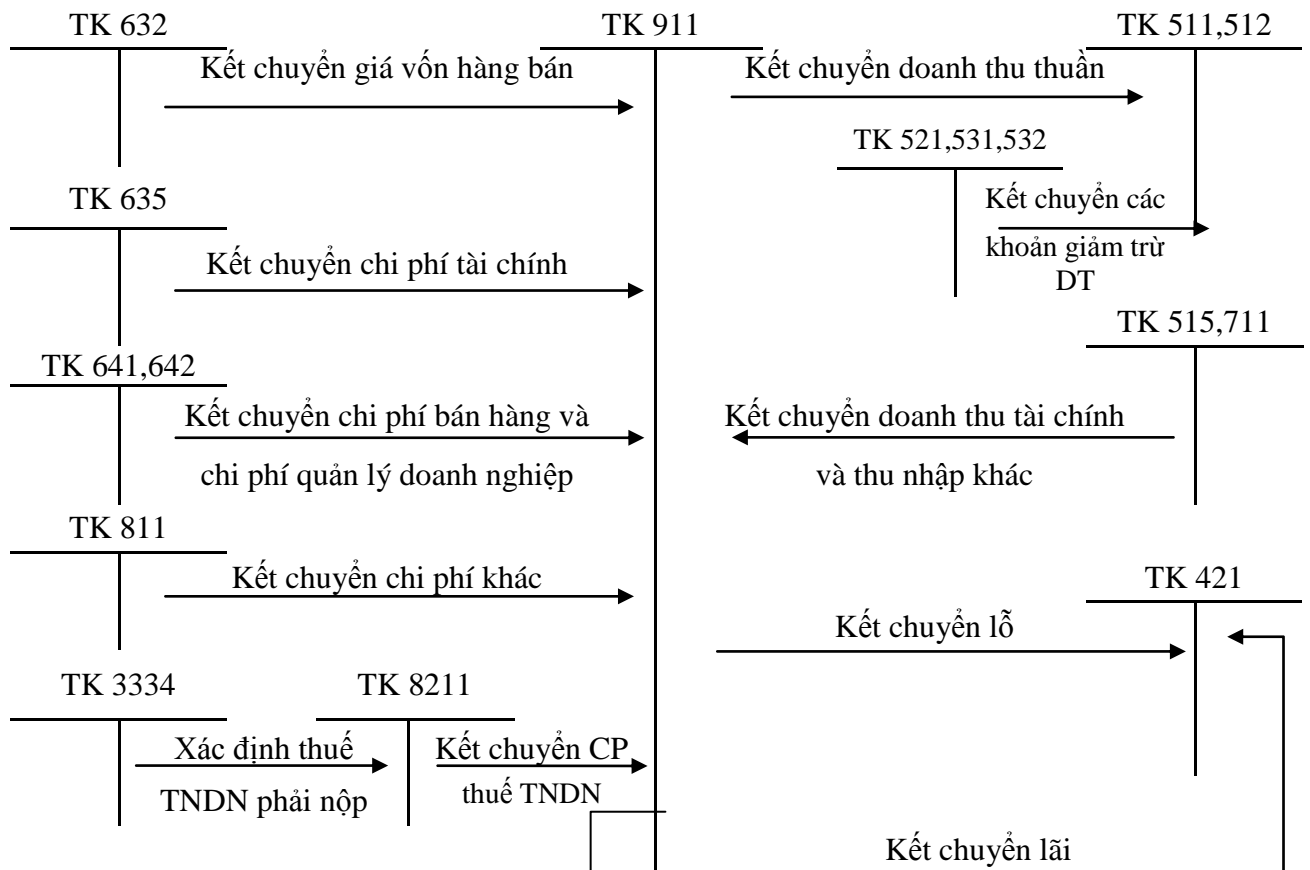 TK 632
TK 911
TK 511,512
Kết chuyển giá vốn hàng bán
Kết chuyển doanh thu thuần
TK 521,531,532
TK 635
Kết chuyển các
khoản giảm trừ
DT
Kết chuyển chi phí tài chính
TK 515,711
TK 641,642
Kết chuyển chi phí bán hàng và
chi phí quản lý doanh nghiệp
Kết chuyển doanh thu tài chính
và thu nhập khác
TK 811
Kết chuyển chi phí khác
TK 421
Kết chuyển lỗ
TK 3334
TK 8211
Xác định thuế
TNDN phải nộp
Kết chuyển CP
thuế TNDN
Kết chuyển lãi